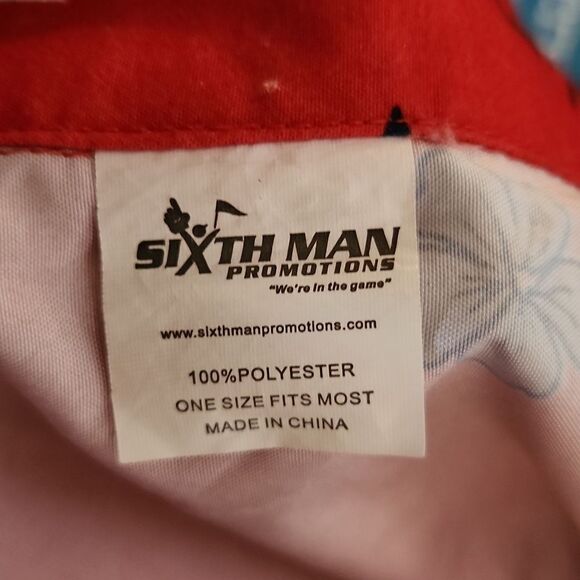 SIXTH MAN
PROMOTIONS
"We're in the game"
www.sixthmanpromotions.com
100%POLYESTER
ONE SIZE FITS MOST
MADE IN CHINA